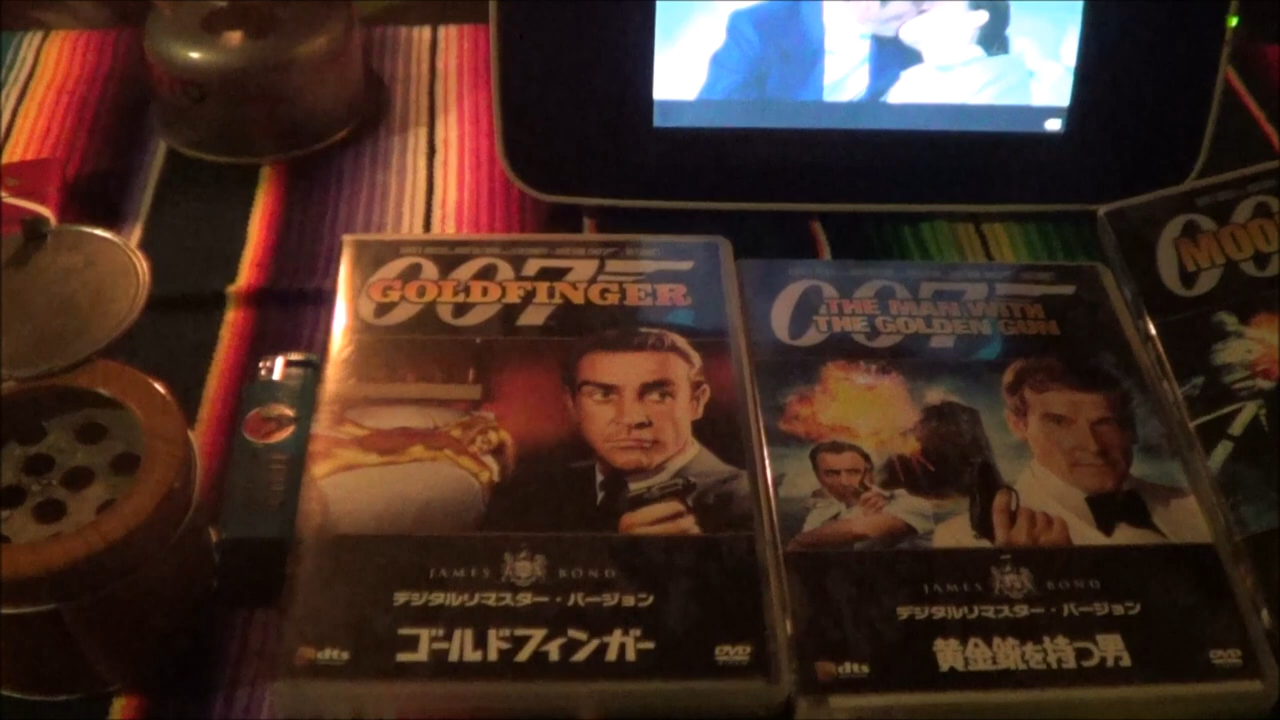 007
GOLDFINGER
JAMES BOND
デジタルリマスター・バージョン
ゴールドフィンガー
dts
DVD
007
THE MAN WITH
THE GOLDEN GUN
JAMES BOND
デジタルリマスター・バージョン
黄金銃を持つ男
dts
DVD
00
MOO